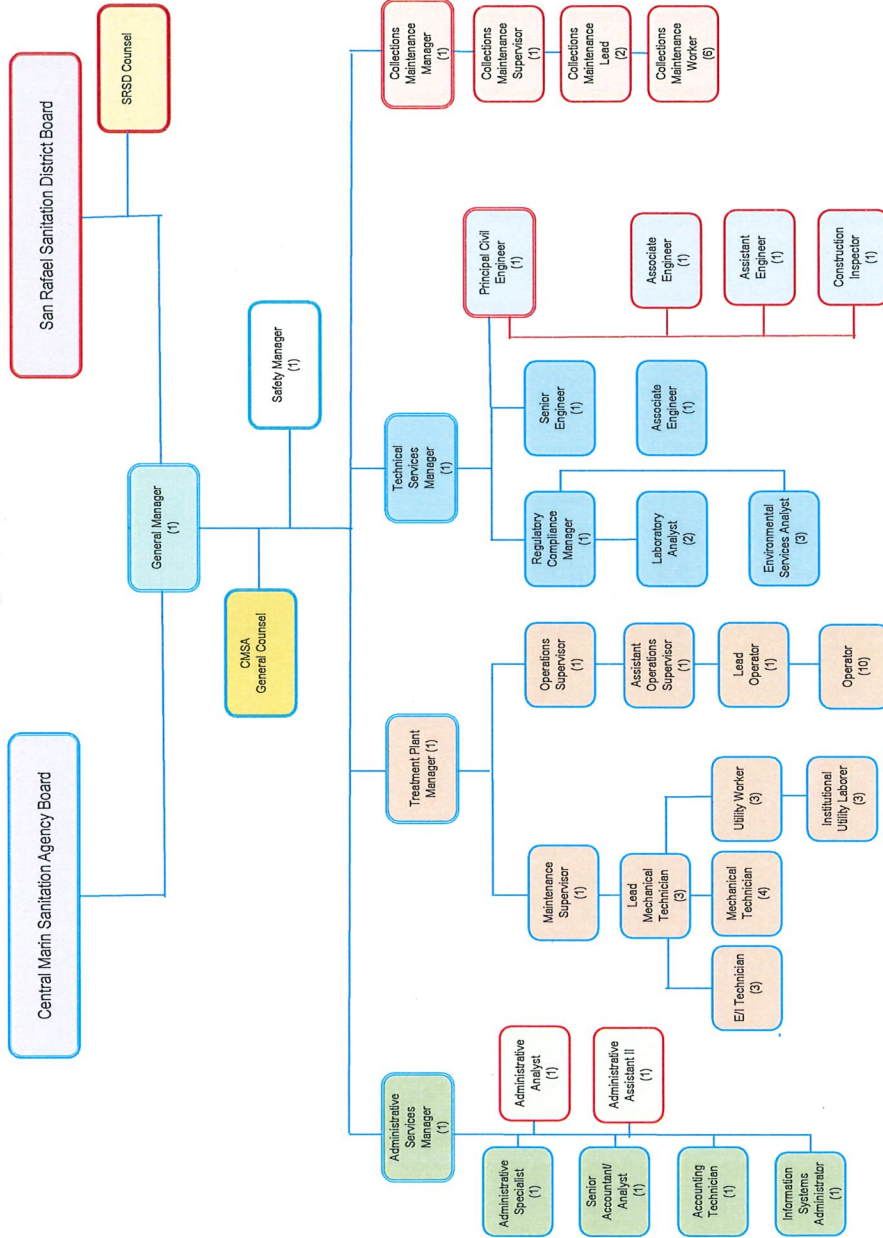 Central Marin Sanitation Agency Board
San Rafael Sanitation District Board
SRSD Counsel
General Manager
(1)
CMSA
General Counsel
Safety Manager
(1)
Administrative
Services
Manager
(1)
Administrative
Specialist
(1)
Administrative
Analyst
(1)
Senior
Accountant/
Analyst
(1)
Administrative
Assistant II
(1)
Accounting
Technician
(1)
Information
Systems
Administrator
(1)
Treatment Plant
Manager (1)
Maintenance
Supervisor
(1)
Lead
Mechanical
Technician
(3)
E/I Technician
(3)
Mechanical
Technician
(4)
Utility Worker
(3)
Institutional
Utility Laborer
(3)
Operations
Supervisor
(1)
Assistant
Operations
Supervisor
(1)
Lead
Operator
(1)
Operator
(10)
Technical
Services
Manager
(1)
Regulatory
Compliance
Manager
(1)
Laboratory
Analyst
(2)
Environmental
Services Analyst
(3)
Senior
Engineer
(1)
Associate
Engineer
(1)
Principal Civil
Engineer
(1)
Associate
Engineer
(1)
Assistant
Engineer
(1)
Construction
Inspector
(1)
Collections
Maintenance
Manager
(1)
Collections
Maintenance
Supervisor
(1)
Collections
Maintenance
Lead
(2)
Collections
Maintenance
Worker
(6)